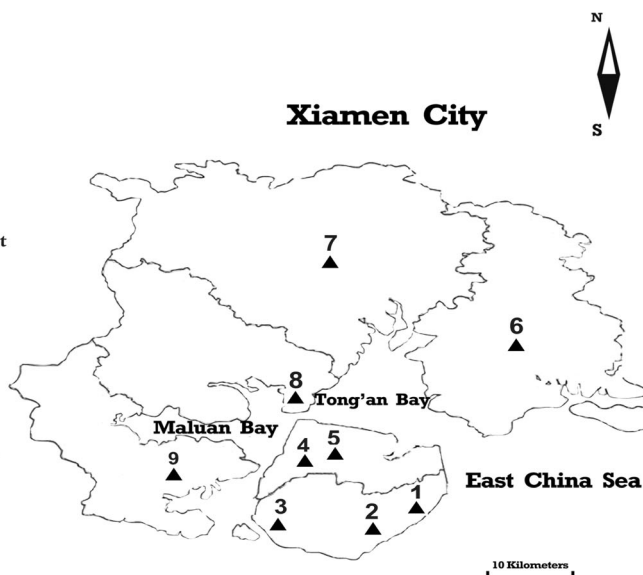 N
S
Xiamen City
t
7
6
8
Tong'an Bay
Maluan Bay
4
5
9
East China Sea
1
3
2
10 Kilometers